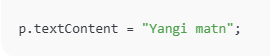 p.textContent = "Yangi matn";